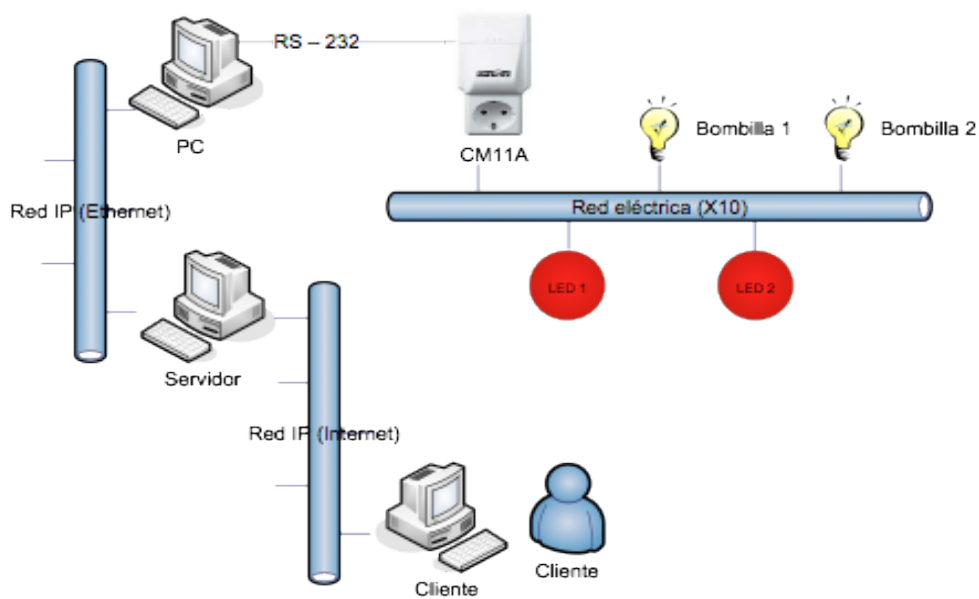 RS – 232
PC
CM11A
Bombilla 1
Bombilla 2
Red IP (Ethernet)
Red eléctrica (X10)
LED 1
LED 2
Servidor
Red IP (Internet)
Cliente
Cliente